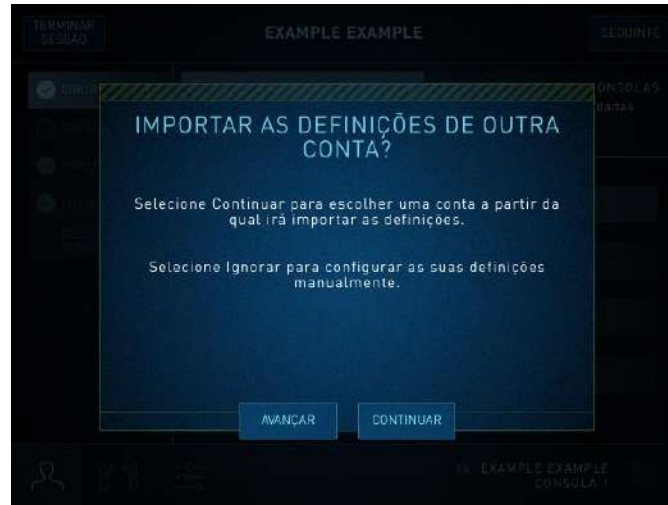 TERMINAR
SESSÃO
EXAMPLE EXAMPLE
SEGUINTE
IMPORTAR AS DEFINIÇÕES DE OUTRA
CONTA?
Selecione Continuar para escolher uma conta a partir da
qual irá importar as definições.
Selecione Ignorar para configurar as suas definições
manualmente.
AVANÇAR
CONTINUAR
EXAMPLE EXAMPLE
CONSOLA 1